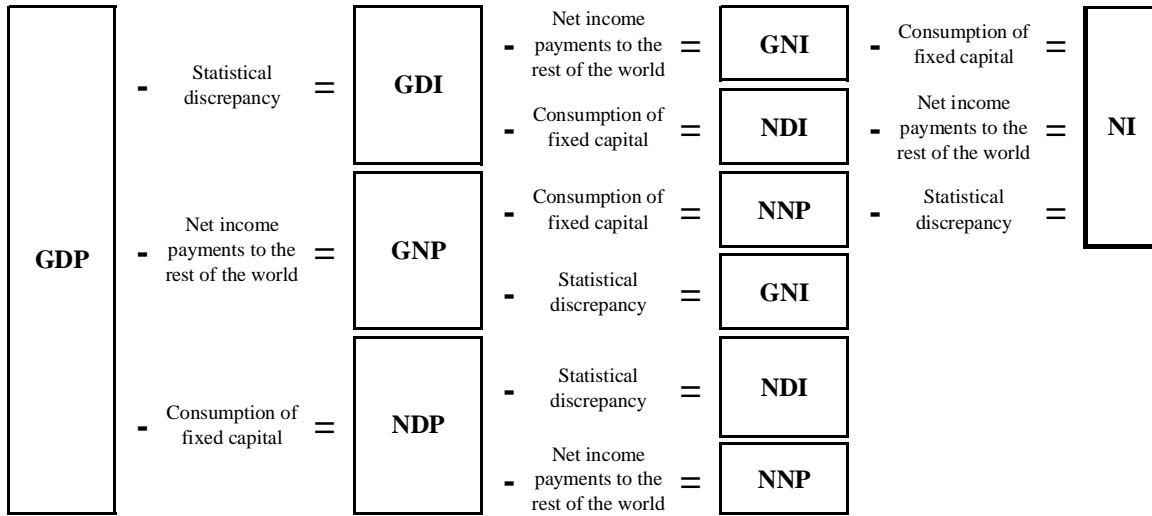 Net income
payments to the
rest of the world
- = GNI - Consumption of
fixed capital =
- Statistical
discrepancy = GDI
- Consumption of
fixed capital = NDI - Net income
payments to the
rest of the world = NI
GDP - Net income
payments to the
rest of the world = GNP
- Consumption of
fixed capital = NNP - Statistical
discrepancy =
- Statistical
discrepancy = GNI
- Consumption of
fixed capital = NDP
- Statistical
discrepancy = NDI
- Net income
payments to the
rest of the world = NNP